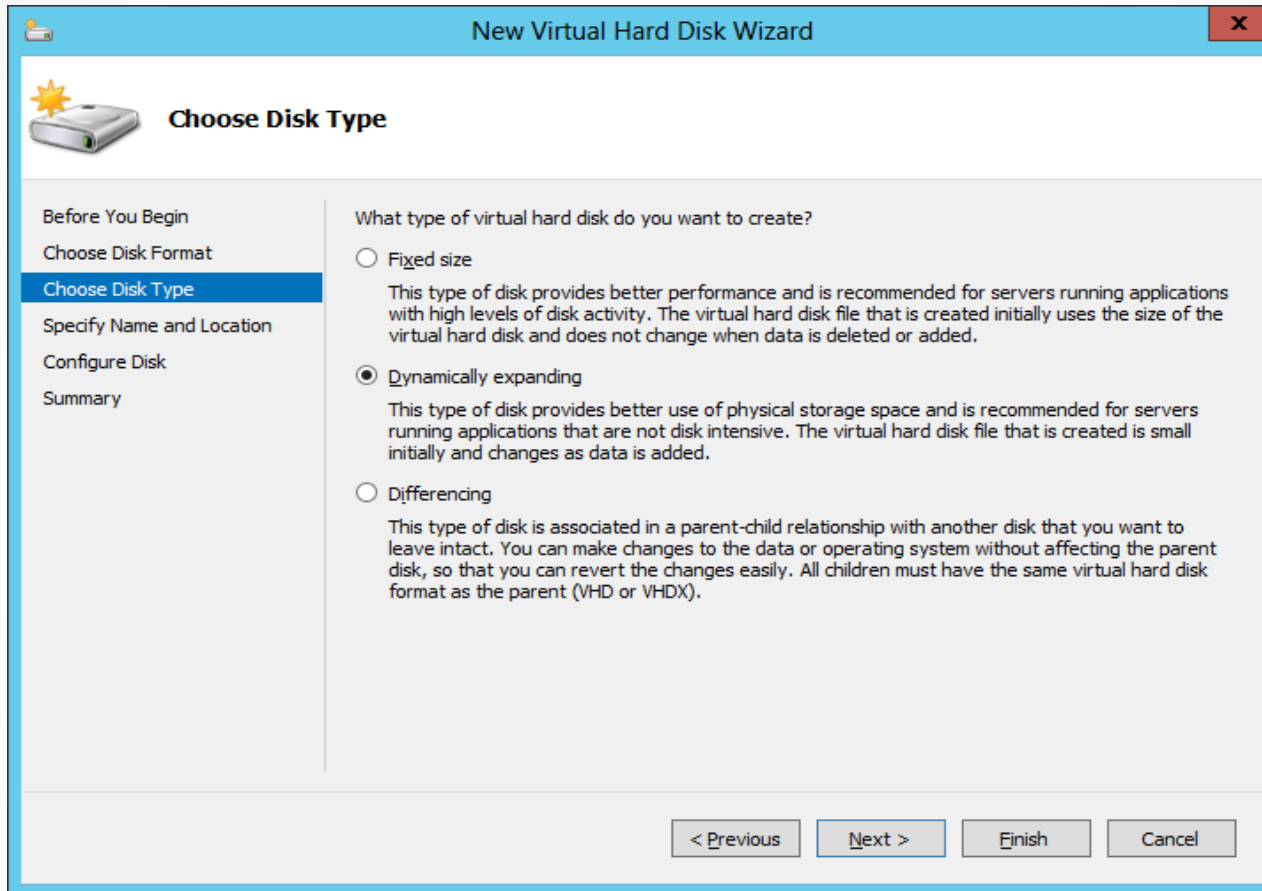 New Virtual Hard Disk Wizard
x
Choose Disk Type
Before You Begin
Choose Disk Format
Choose Disk Type
Specify Name and Location
Configure Disk
Summary
What type of virtual hard disk do you want to create?
Fixed size
This type of disk provides better performance and is recommended for servers running applications
with high levels of disk activity. The virtual hard disk file that is created initially uses the size of the
virtual hard disk and does not change when data is deleted or added.
Dynamically expanding
This type of disk provides better use of physical storage space and is recommended for servers
running applications that are not disk intensive. The virtual hard disk file that is created is small
initially and changes as data is added.
Differencing
This type of disk is associated in a parent-child relationship with another disk that you want to
leave intact. You can make changes to the data or operating system without affecting the parent
disk, so that you can revert the changes easily. All children must have the same virtual hard disk
format as the parent (VHD or VHDX).
< Previous
Next >
Finish
Cancel